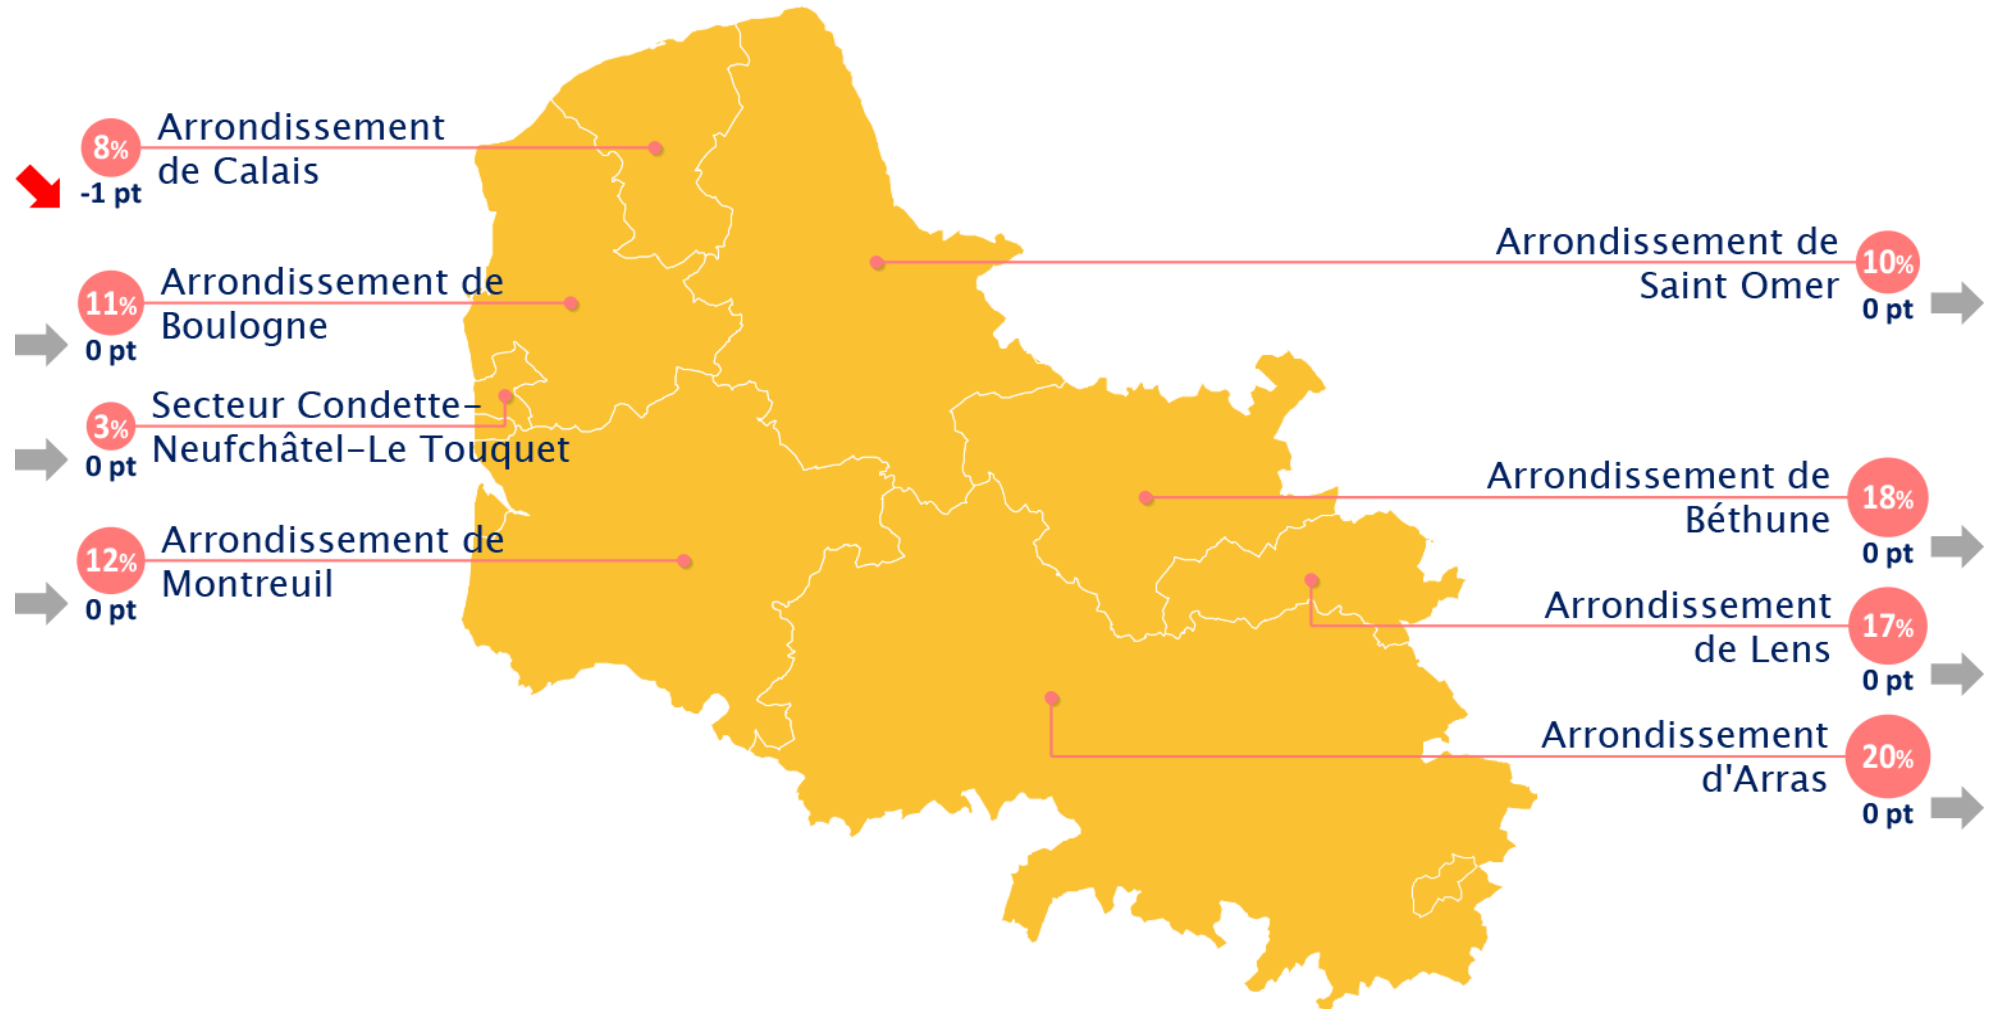 8%
Arrondissement
de Calais
-1 pt
11%
Arrondissement de
Boulogne
0 pt
3%
Secteur Condette-
Neufchâtel-Le Touquet
0 pt
12%
Arrondissement de
Montreuil
0 pt
Arrondissement de
Saint Omer
10%
0 pt
Arrondissement de
Béthune
18%
0 pt
Arrondissement
de Lens
17%
0 pt
Arrondissement
d'Arras
20%
0 pt